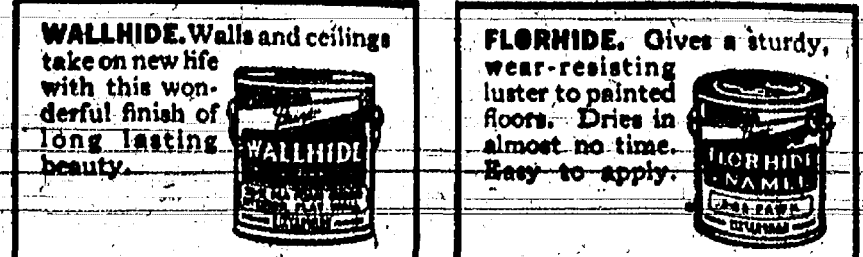 WALLHIDE. Walls and ceilings
take on new life
with this won-
derful finish of
long lasting
beauty.
WALLHIDE
FLORHIDE. Gives a sturdy,
wear-resisting
luster to painted
floors. Dries in
almost no time.
Easy to apply.
FLORHIDE
ENAMEL